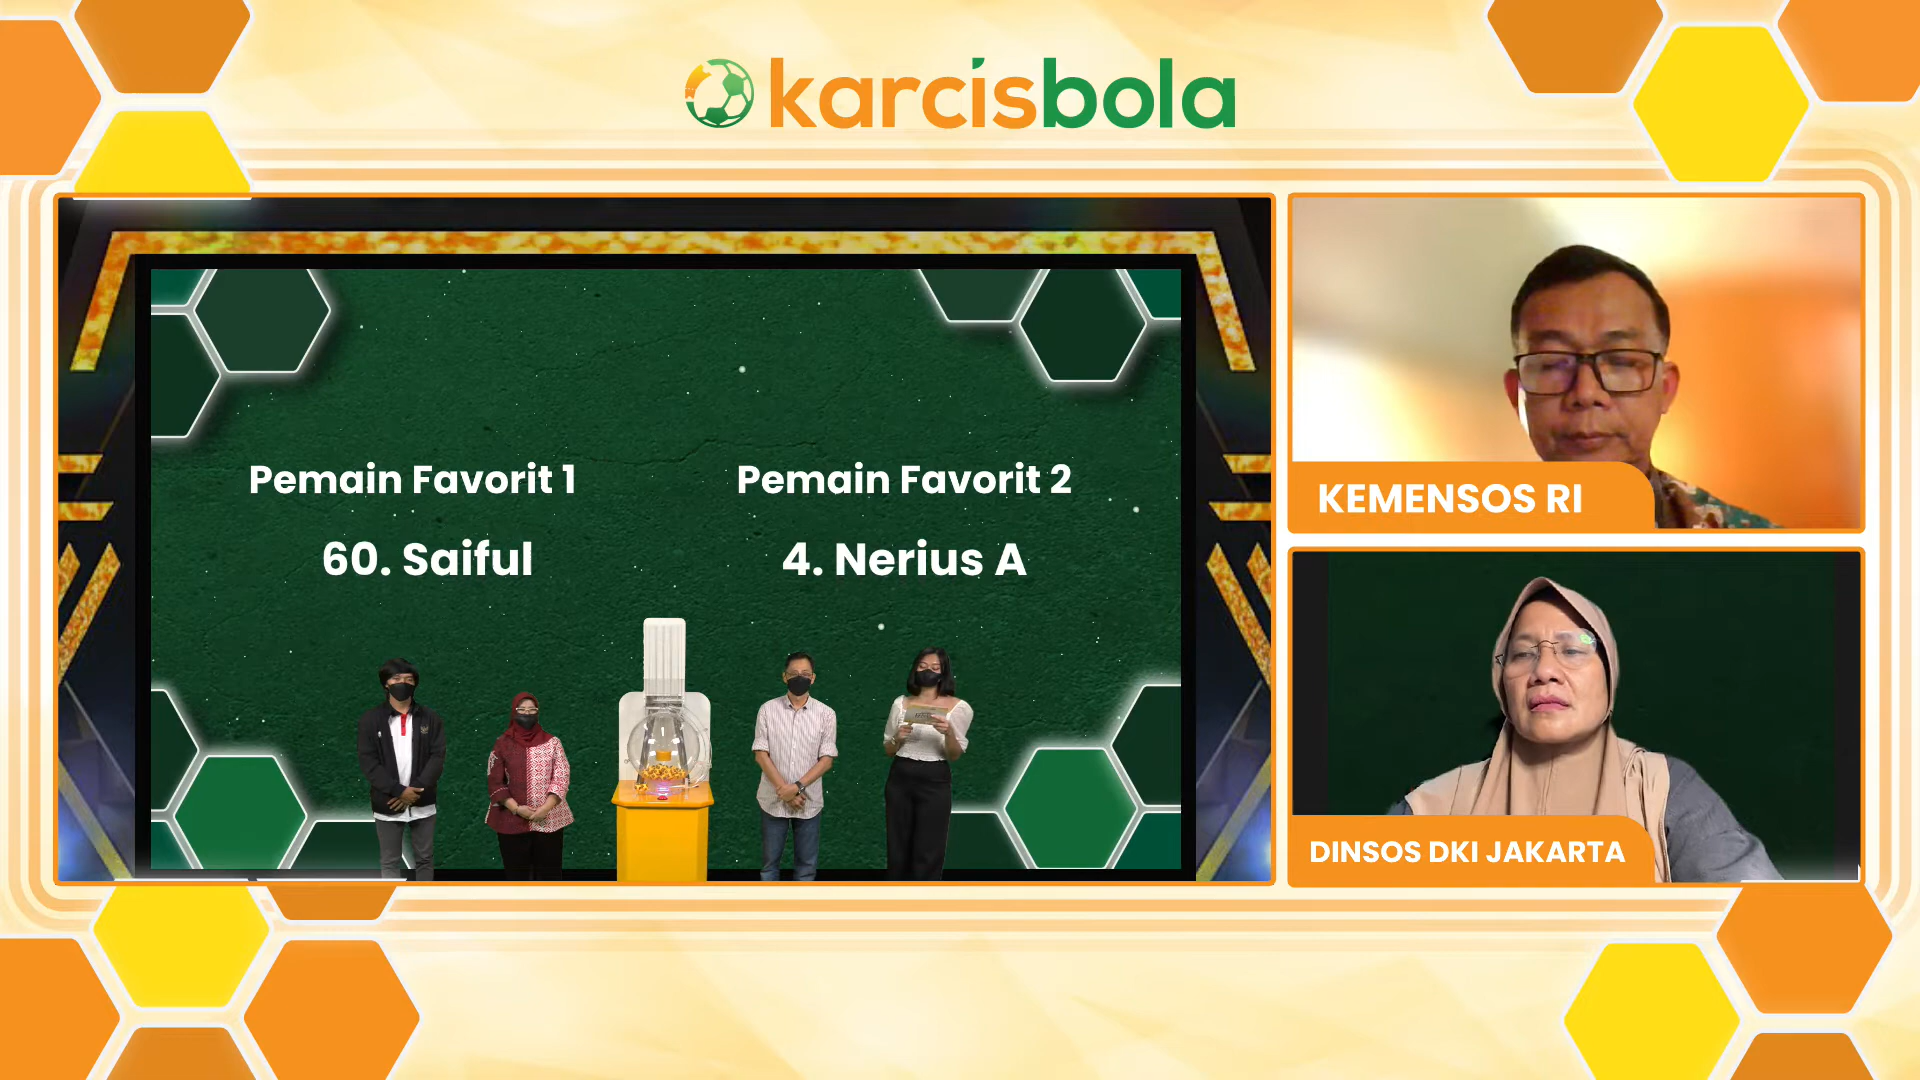 karcisbola
Pemain Favorit 1
60. Saiful
Pemain Favorit 2
4. Nerius A
KEMENSOS RI
DINSOS DKI JAKARTA